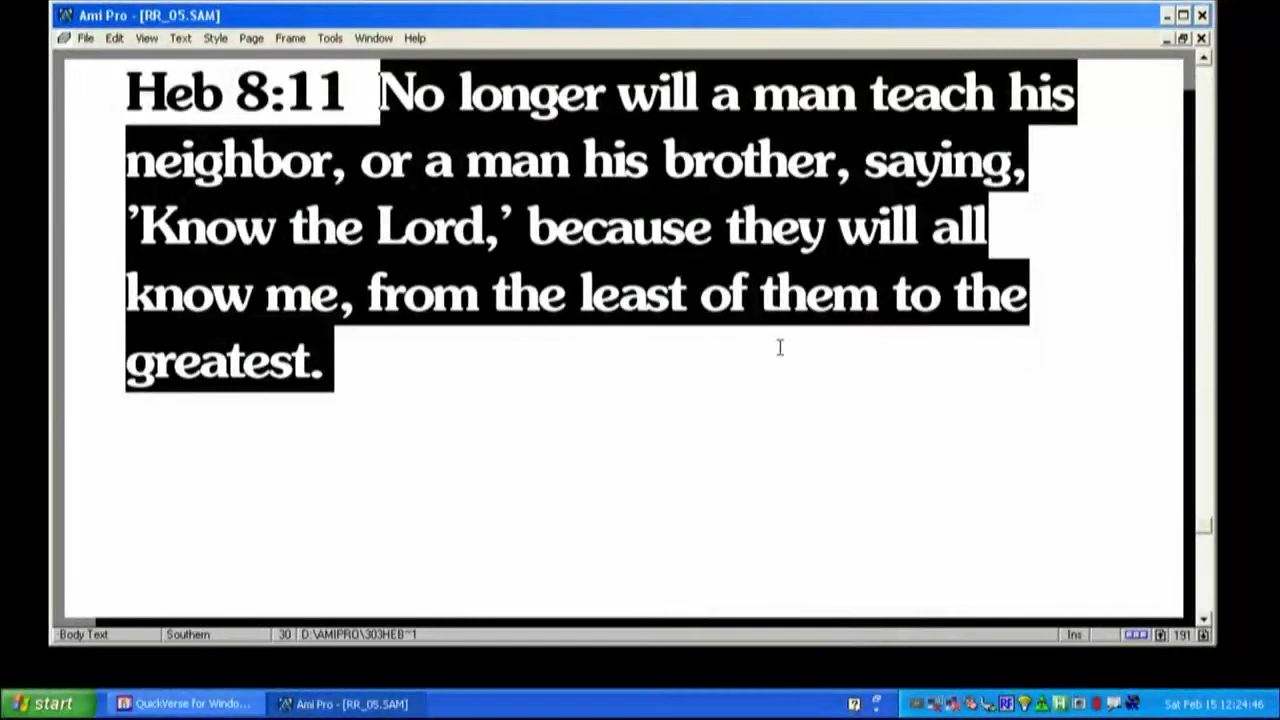 Ami Pro - [RR_05.SAM]
File Edit View Text Style Page Frame Tools Window Help
Heb 8:11 No longer will a man teach his
neighbor, or a man his brother, saying,
’Know the Lord,’ because they will all
know me, from the least of them to the
greatest.
Body Text Southern 30 D:\AMIPRO\303HEB~1 Ins 191
start QuickVerse for Windo... Ami Pro - [RR_05.SAM] Sat Feb 15 12:24:46